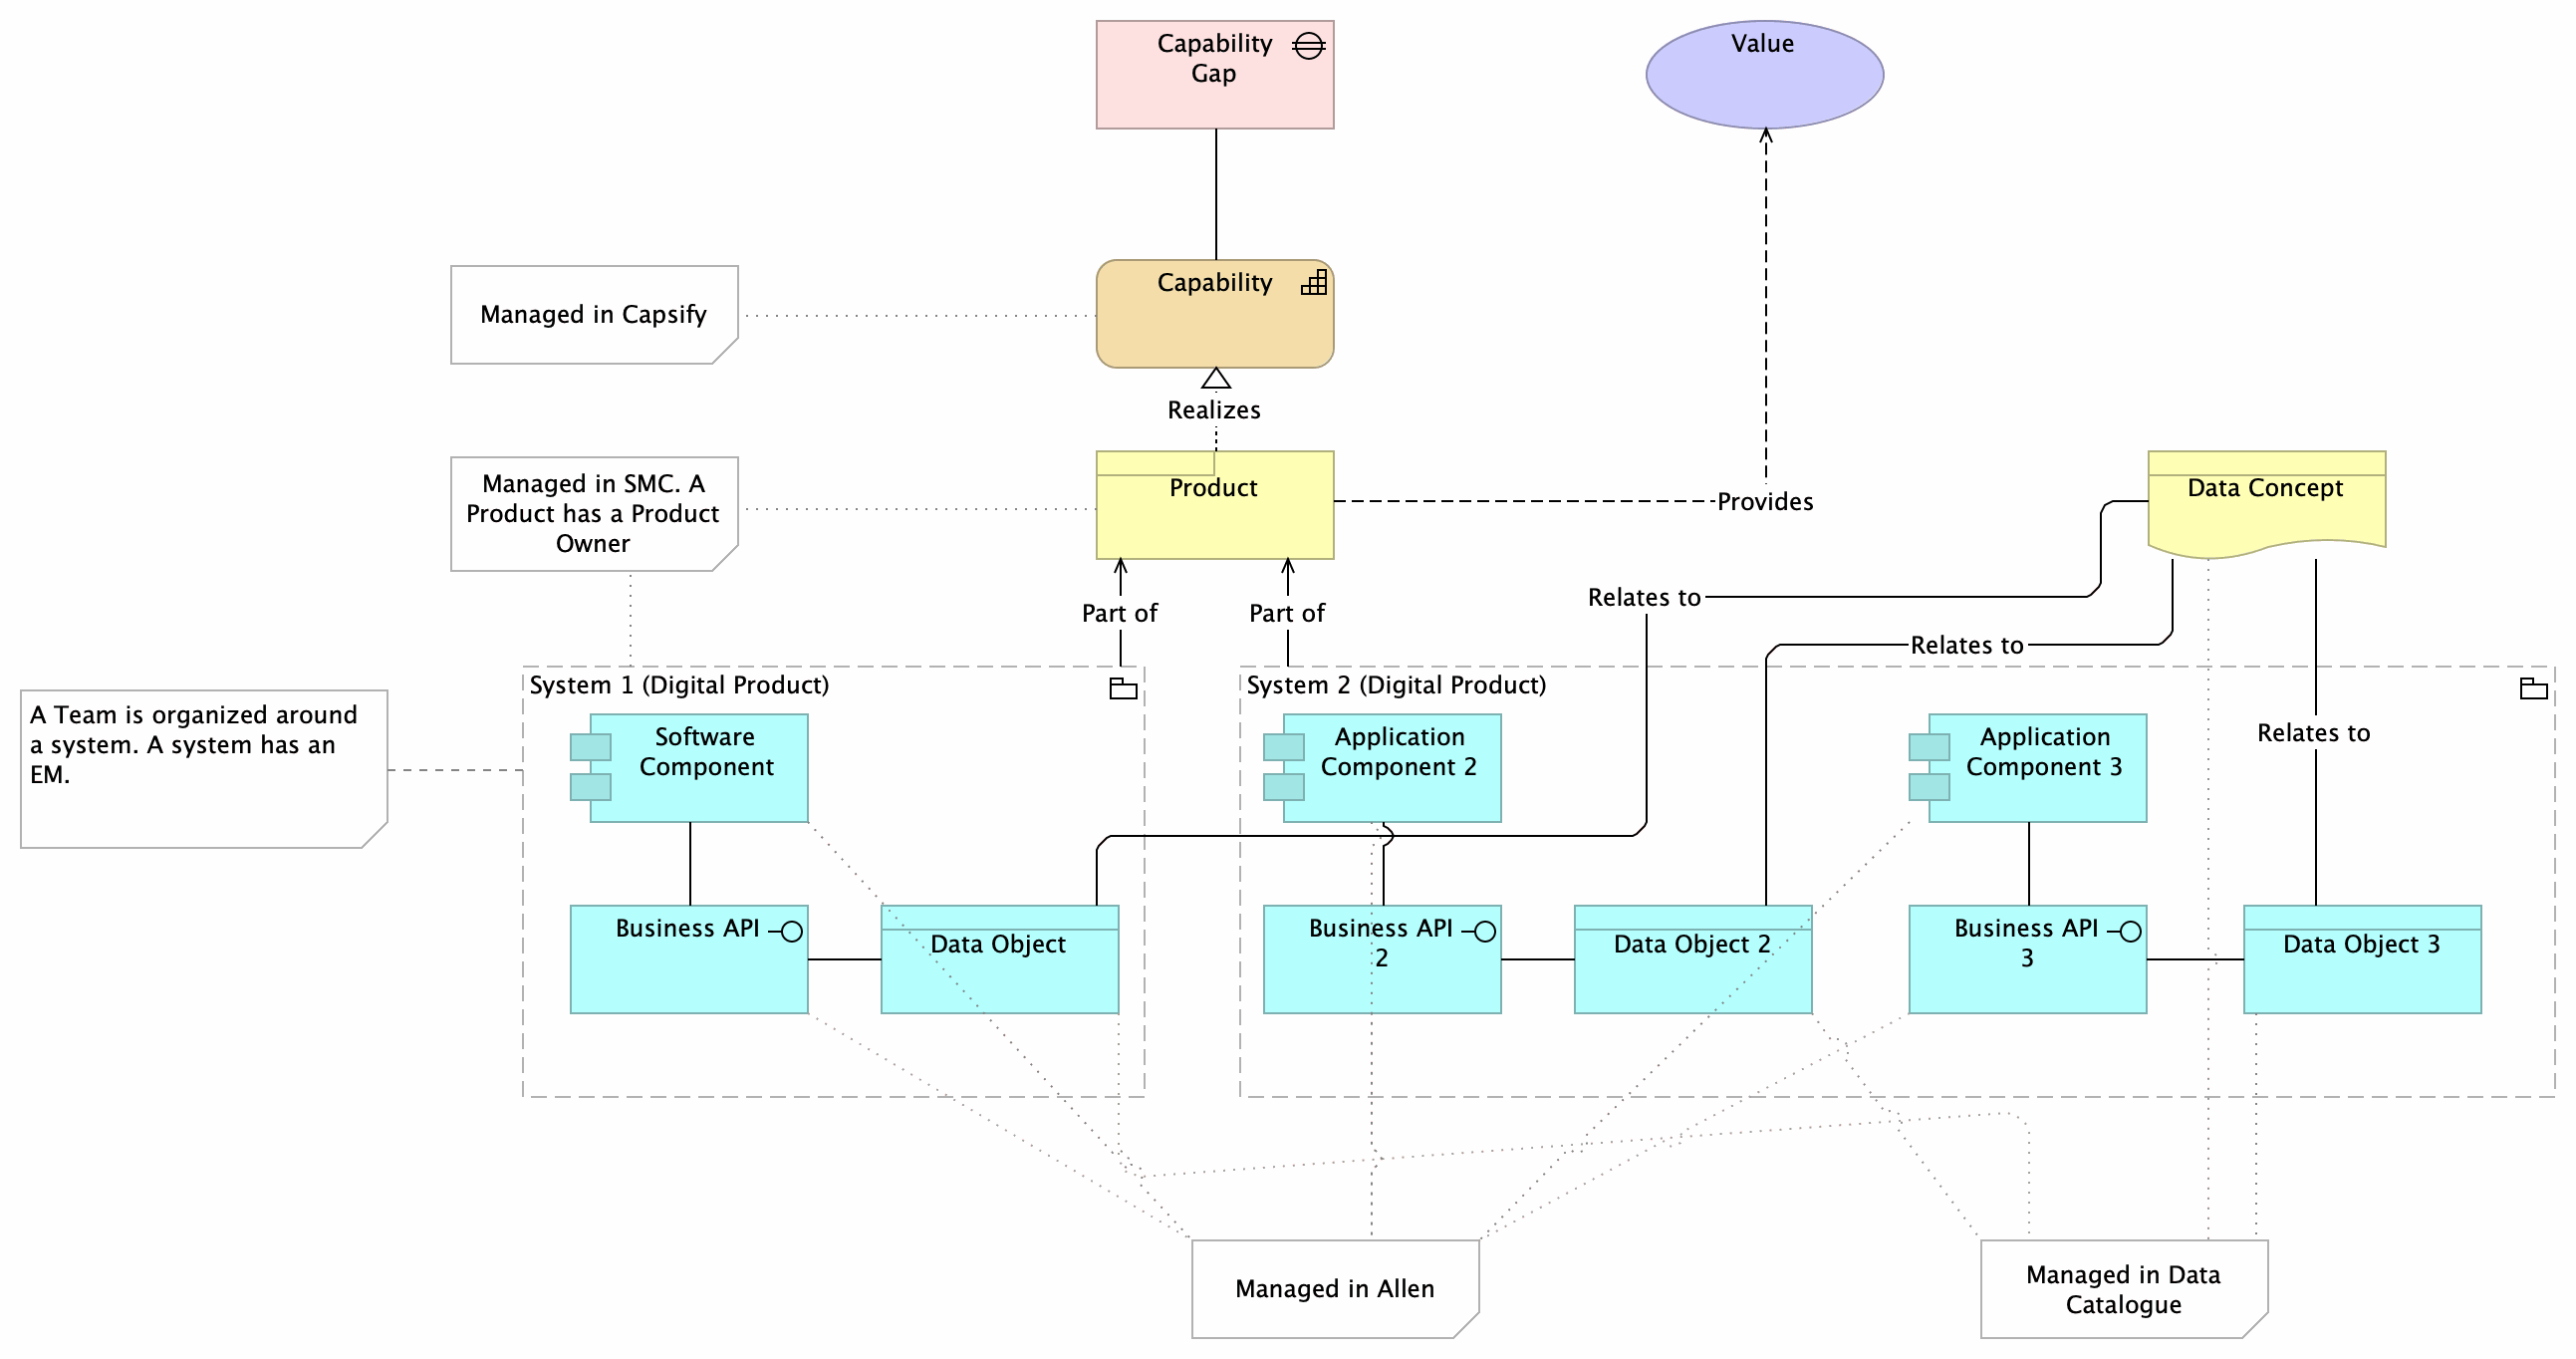 Capability
Gap
Value
Managed in Capsify
Capability
Realizes
Managed in SMC. A
Product has a Product
Owner
Product
Provides
Data Concept
Part of
Part of
Relates to
Relates to
Relates to
A Team is organized around
a system. A system has an
EM.
System 1 (Digital Product)
Software
Component
Business API
Data Object
System 2 (Digital Product)
Application
Component 2
Application
Component 3
Business API
2
Data Object 2
Business API
3
Data Object 3
Managed in Allen
Managed in Data
Catalogue